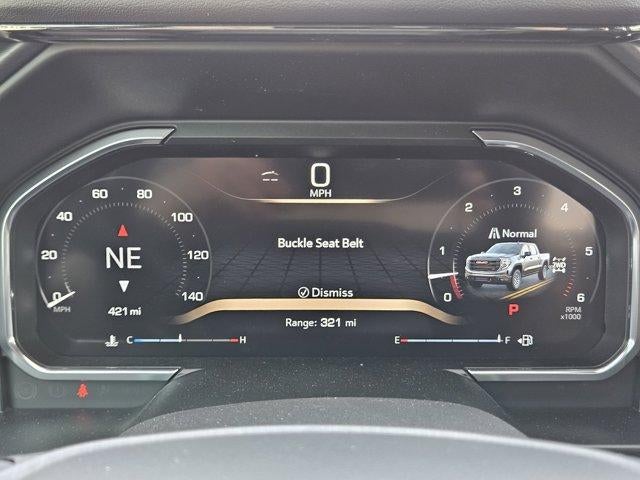 0
MPH
0
20
40
60
80
100
120
140
MPH
NE
421 mi
Buckle Seat Belt
Dismiss
Range: 321 mi
C H
E F
Normal
2WD
0
1
2
3
4
5
6
P
RPM
x1000